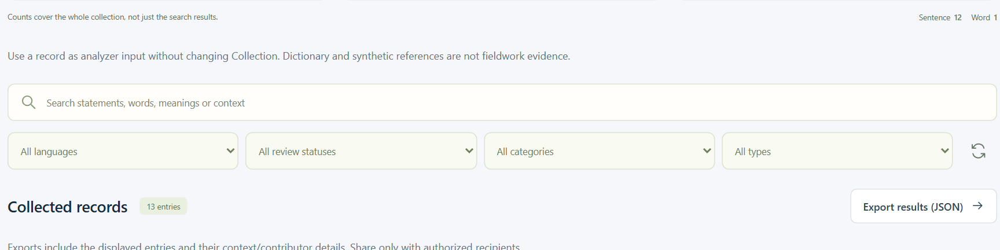 Counts cover the whole collection, not just the search results.
Sentence 12 Word 1
Use a record as analyzer input without changing Collection. Dictionary and synthetic references are not fieldwork evidence.
Search statements, words, meanings or context
All languages
All review statuses
All categories
All types
Collected records
13 entries
Export results (JSON)
Exports include the displayed entries and their context/contributor details. Share only with authorized recipients